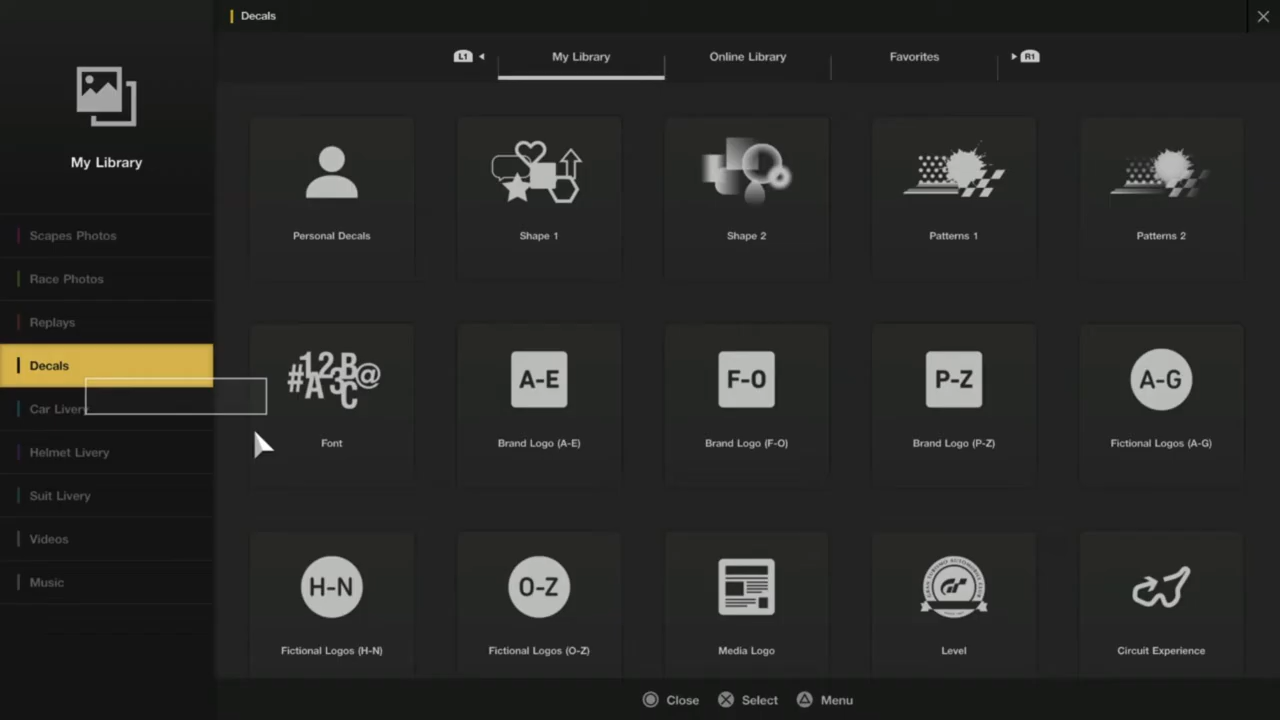 Decals
L1
My Library
Online Library
Favorites
R1
My Library
Scapes Photos
Race Photos
Replays
Decals
Car Livery
Helmet Livery
Suit Livery
Videos
Music
Personal Decals
Shape 1
Shape 2
Patterns 1
Patterns 2
#12B@
A3C
Font
A-E
Brand Logo (A-E)
F-O
Brand Logo (F-O)
P-Z
Brand Logo (P-Z)
A-G
Fictional Logos (A-G)
H-N
Fictional Logos (H-N)
O-Z
Fictional Logos (O-Z)
Media Logo
Level
Circuit Experience
Close
Select
Menu